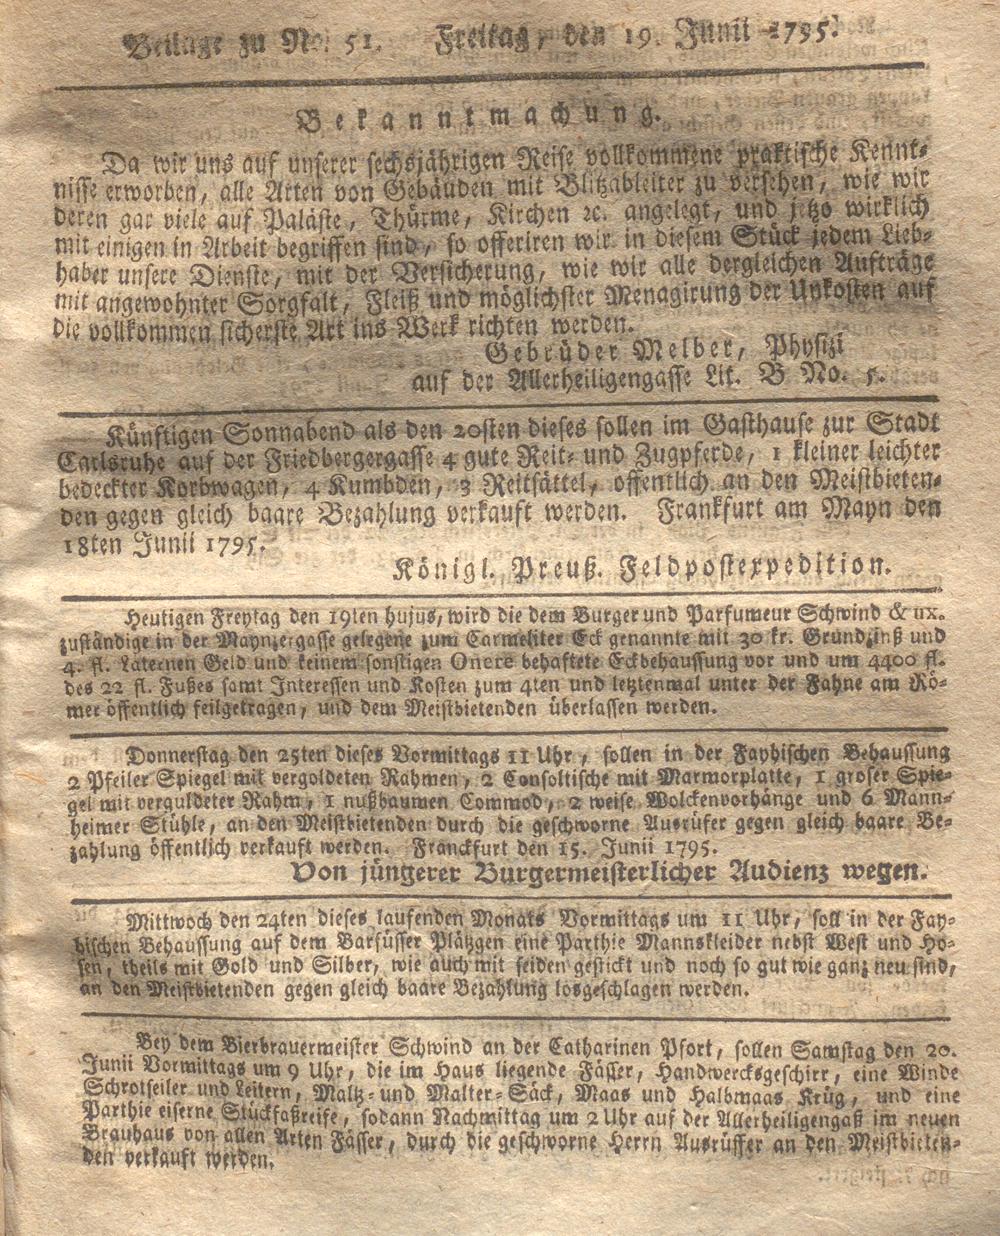 Beilage zu No. 51. Freitag, den 19. Junii 1795.
Bekanntmachung.
Da wir uns auf unserer sechsjährigen Reise vollkommene praktische Kennt-
nisse erworben, alle Arten von Gebäuden mit Blitzableiter zu versehen, wie wir
deren gar viele auf Paläste, Thürme, Kirchen ꝛc. angelegt, und jetzo wirklich
mit einigen in Arbeit begriffen sind, so offeriren wir in diesem Stück jedem Lieb-
haber unsere Dienste, mit der Versicherung, wie wir alle dergleichen Aufträge
mit angewohnter Sorgfalt, Fleiß und möglichster Menagirung der Unkosten auf
die vollkommen sicherste Art ins Werk richten werden.
Gebrüder Melber, Physizi
auf der Allerheiligengasse Lit. B No. 5.
Künftigen Sonnabend als den 20sten dieses sollen im Gasthause zur Stadt
Carlsruhe auf der Friedbergergasse 4 gute Reit- und Zugpferde, 1 kleiner leichter
bedeckter Korbwagen, 4 Kumbden, 3 Reitsättel, öffentlich an den Meistbieten-
den gegen gleich baare Bezahlung verkauft werden. Frankfurt am Mayn den
18ten Junii 1795.
Königl. Preuß. Feldpostexpedition.
Heutigen Freytag den 19ten hujus, wird die dem Burger und Parfumeur Schwind & ux.
zuständige in der Maynzergasse gelegene zum Carmeliter Eck genannte mit 30 kr. Grundzinß und
4. fl. Laternen Geld und keinem sonstigen Onere behaftete Eckbehaussung vor und um 4400 fl.
des 22 fl. Fußes samt Interessen und Kosten zum 4ten und letztenmal unter der Fahne am Rö-
mer öffentlich feilgetragen, und dem Meistbietenden überlassen werden.
Donnerstag den 25ten dieses Vormittags 11 Uhr, sollen in der Fayhischen Behaussung
2 Pfeiler Spiegel mit vergoldeten Rahmen, 2 Consoltische mit Marmorplatte, 1 groser Spie-
gel mit verguldeter Rahm, 1 nußbaumen Commod, 2 weise Wolckenvorhänge und 6 Mann-
heimer Stühle, an den Meistbietenden durch die geschworne Ausrüfer gegen gleich baare Be-
zahlung öffentlich verkauft werden. Franckfurt den 15. Junii 1795.
Von jüngerer Burgermeisterlicher Audienz wegen.
Mittwoch den 24ten dieses laufenden Monats Vormittags um 11 Uhr, soll in der Fay-
hischen Behaussung auf dem Barfüsser Plätzgen eine Parthie Mannskleider nebst West und Ho-
sen, theils mit Gold und Silber, wie auch mit seiden gestickt und noch so gut wie ganz neu sind,
an den Meistbietenden gegen gleich baare Bezahlung losgeschlagen werden.
Bey dem Bierbrauermeister Schwind an der Catharinen Pfort, sollen Samstag den 20.
Junii Vormittags um 9 Uhr, die im Haus liegende Fässer, Handwercksgeschirr, eine Winde
Schrotseiler und Leitern, Maltz- und Malter-Säck, Maas und Halbmaas Krüg, und eine
Parthie eiserne Stückfaßreife, sodann Nachmittag um 2 Uhr auf der Allerheiligengaß im neuen
Brauhaus von allen Arten Fässer, durch die geschworne Herrn Ausrüffer an den Meistbieten-
den verkauft werden.